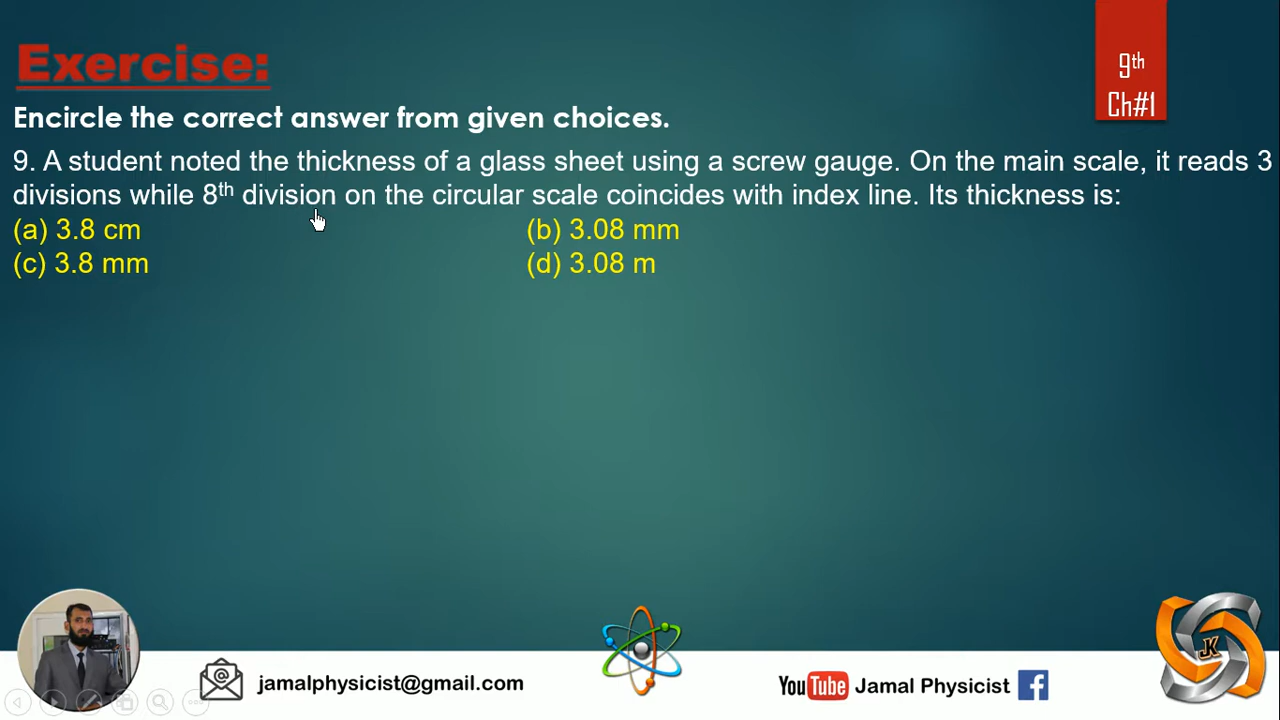 Exercise:
9th
Ch#1
Encircle the correct answer from given choices.
9. A student noted the thickness of a glass sheet using a screw gauge. On the main scale, it reads 3
divisions while 8th division on the circular scale coincides with index line. Its thickness is:
(a) 3.8 cm (b) 3.08 mm
(c) 3.8 mm (d) 3.08 m
jamalphysicist@gmail.com
YouTube Jamal Physicist f
JK